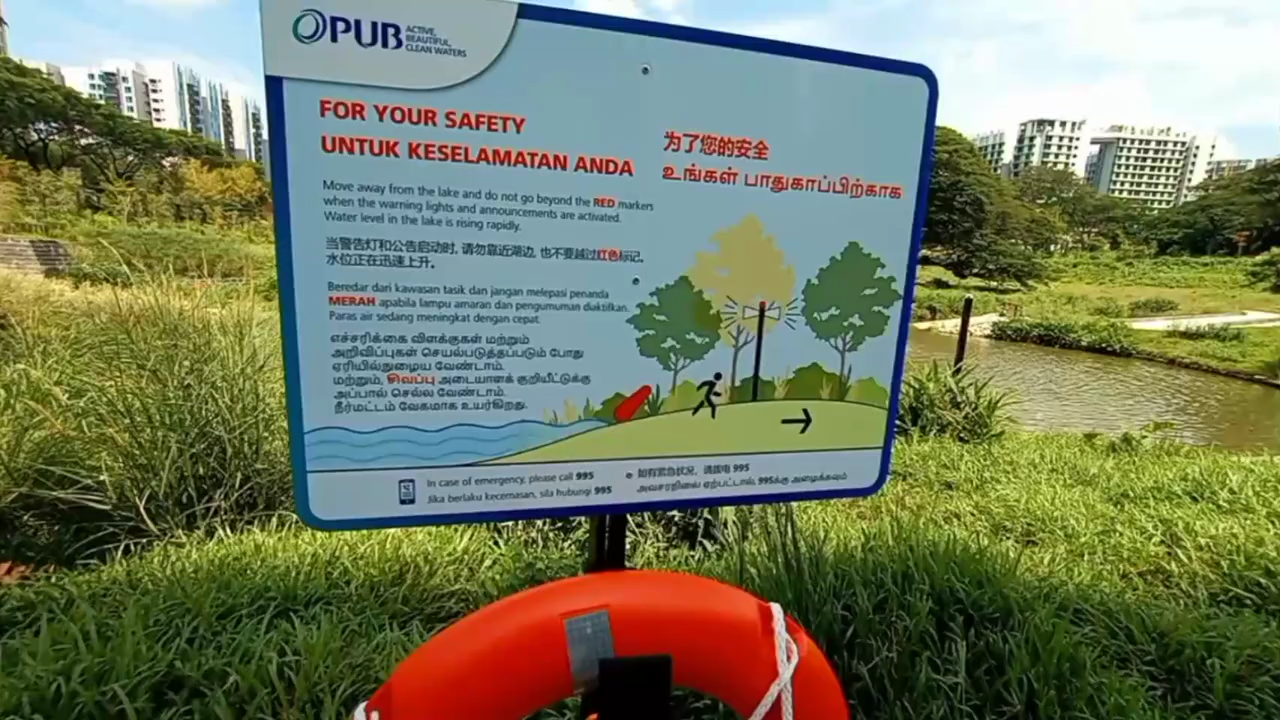 PUB
ACTIVE,
BEAUTIFUL,
CLEAN WATERS
FOR YOUR SAFETY
UNTUK KESELAMATAN ANDA
为了您的安全
உங்கள் பாதுகாப்பிற்காக
Move away from the lake and do not go beyond the RED markers
when the warning lights and announcements are activated.
Water level in the lake is rising rapidly.
当警告灯和公告启动时, 请勿靠近湖边, 也不要越过红色标记。
水位正在迅速上升。
Beredar dari kawasan tasik dan jangan melepasi penanda
MERAH apabila lampu amaran dan pengumuman diaktifkan.
Paras air sedang meningkat dengan cepat.
எச்சரிக்கை விளக்குகள் மற்றும்
அறிவிப்புகள் செயல்படுத்தப்படும் போது
ஏரியில்நுழைய வேண்டாம்.
மற்றும், சிவப்பு அடையாளக் குறியீட்டுக்கு
அப்பால் செல்ல வேண்டாம்.
நீர்மட்டம் வேகமாக உயர்கிறது.
In case of emergency, please call 995
Jika berlaku kecemasan, sila hubungi 995
如有紧急状况, 请拨电 995
அவசரநிலை ஏற்பட்டால், 995க்கு அழைக்கவும்